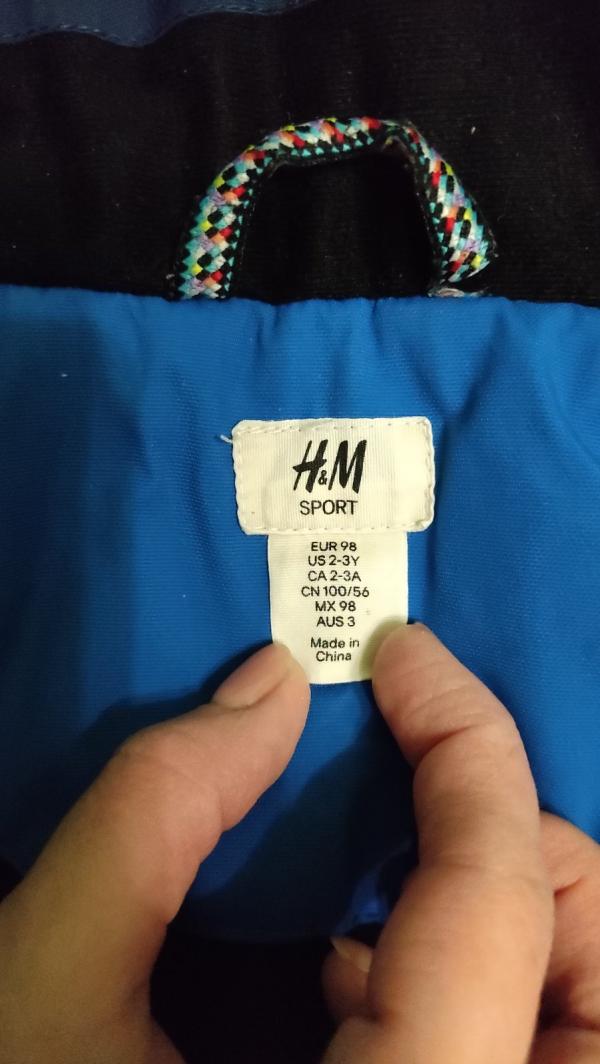 H&M
SPORT
EUR 98
US 2-3Y
CA 2-3A
CN 100/56
MX 98
AUS 3
Made in
China